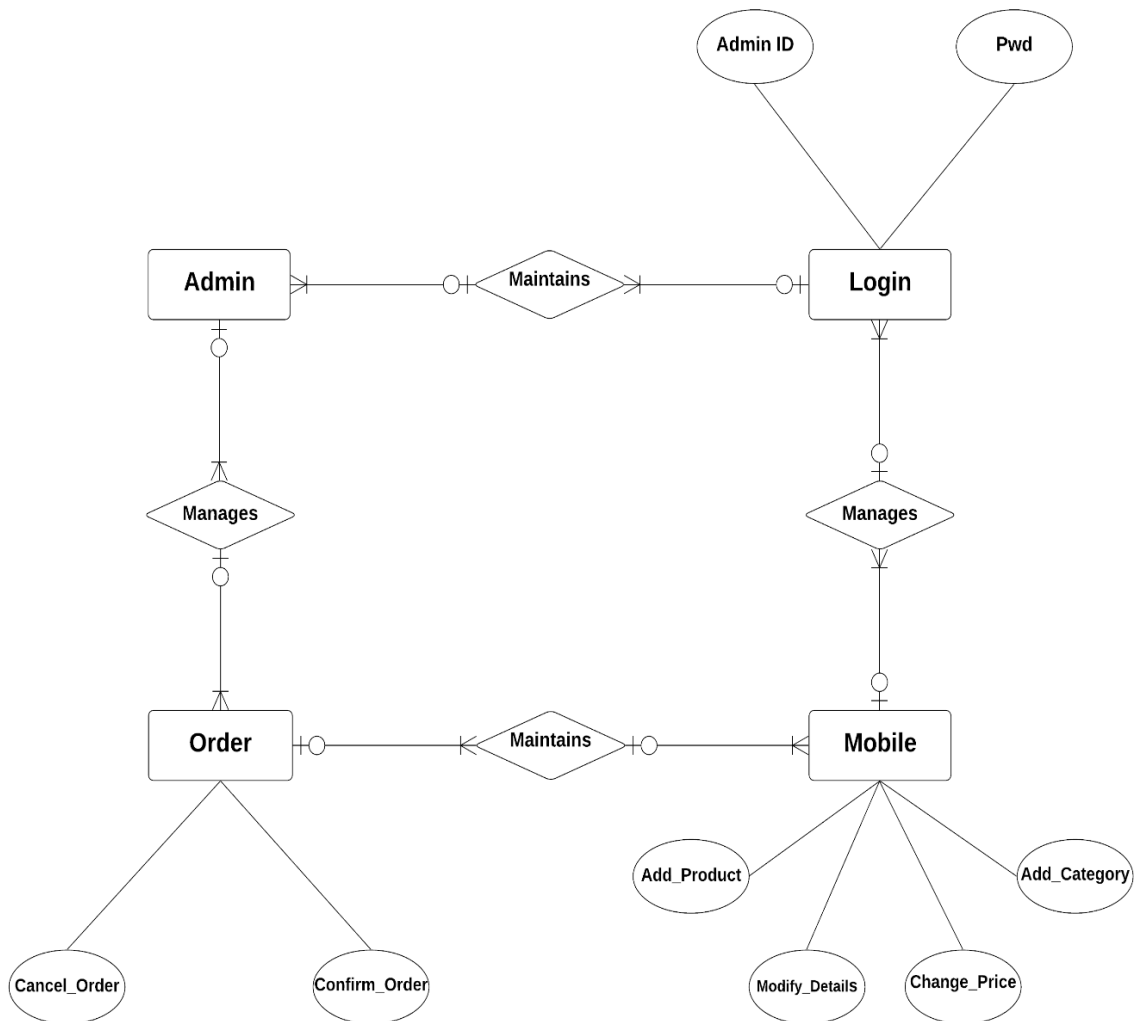 Admin ID
Pwd
Admin
Maintains
Login
Manages
Manages
Order
Maintains
Mobile
Add_Product
Add_Category
Cancel_Order
Confirm_Order
Modify_Details
Change_Price